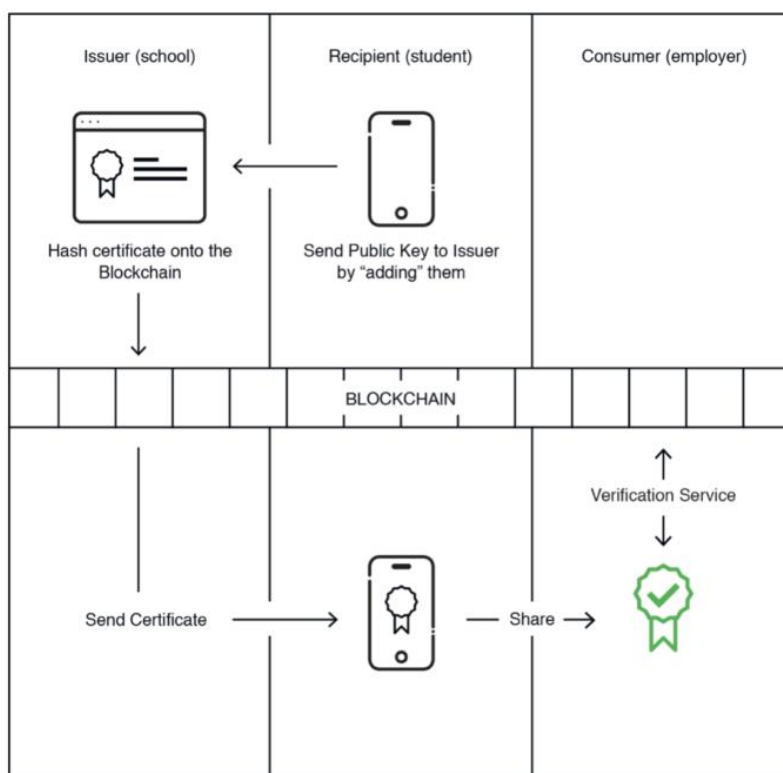 Issuer (school)
Recipient (student)
Consumer (employer)
Hash certificate onto the
Blockchain
Send Public Key to Issuer
by “adding” them
BLOCKCHAIN
Verification Service
Send Certificate
Share